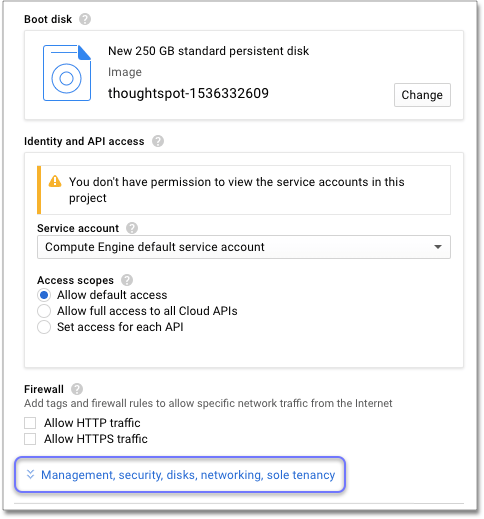 Boot disk
New 250 GB standard persistent disk
Image
thoughtspot-1536332609
Change
Identity and API access
You don't have permission to view the service accounts in this
project
Service account
Compute Engine default service account
Access scopes
Allow default access
Allow full access to all Cloud APIs
Set access for each API
Firewall
Add tags and firewall rules to allow specific network traffic from the Internet
Allow HTTP traffic
Allow HTTPS traffic
Management, security, disks, networking, sole tenancy